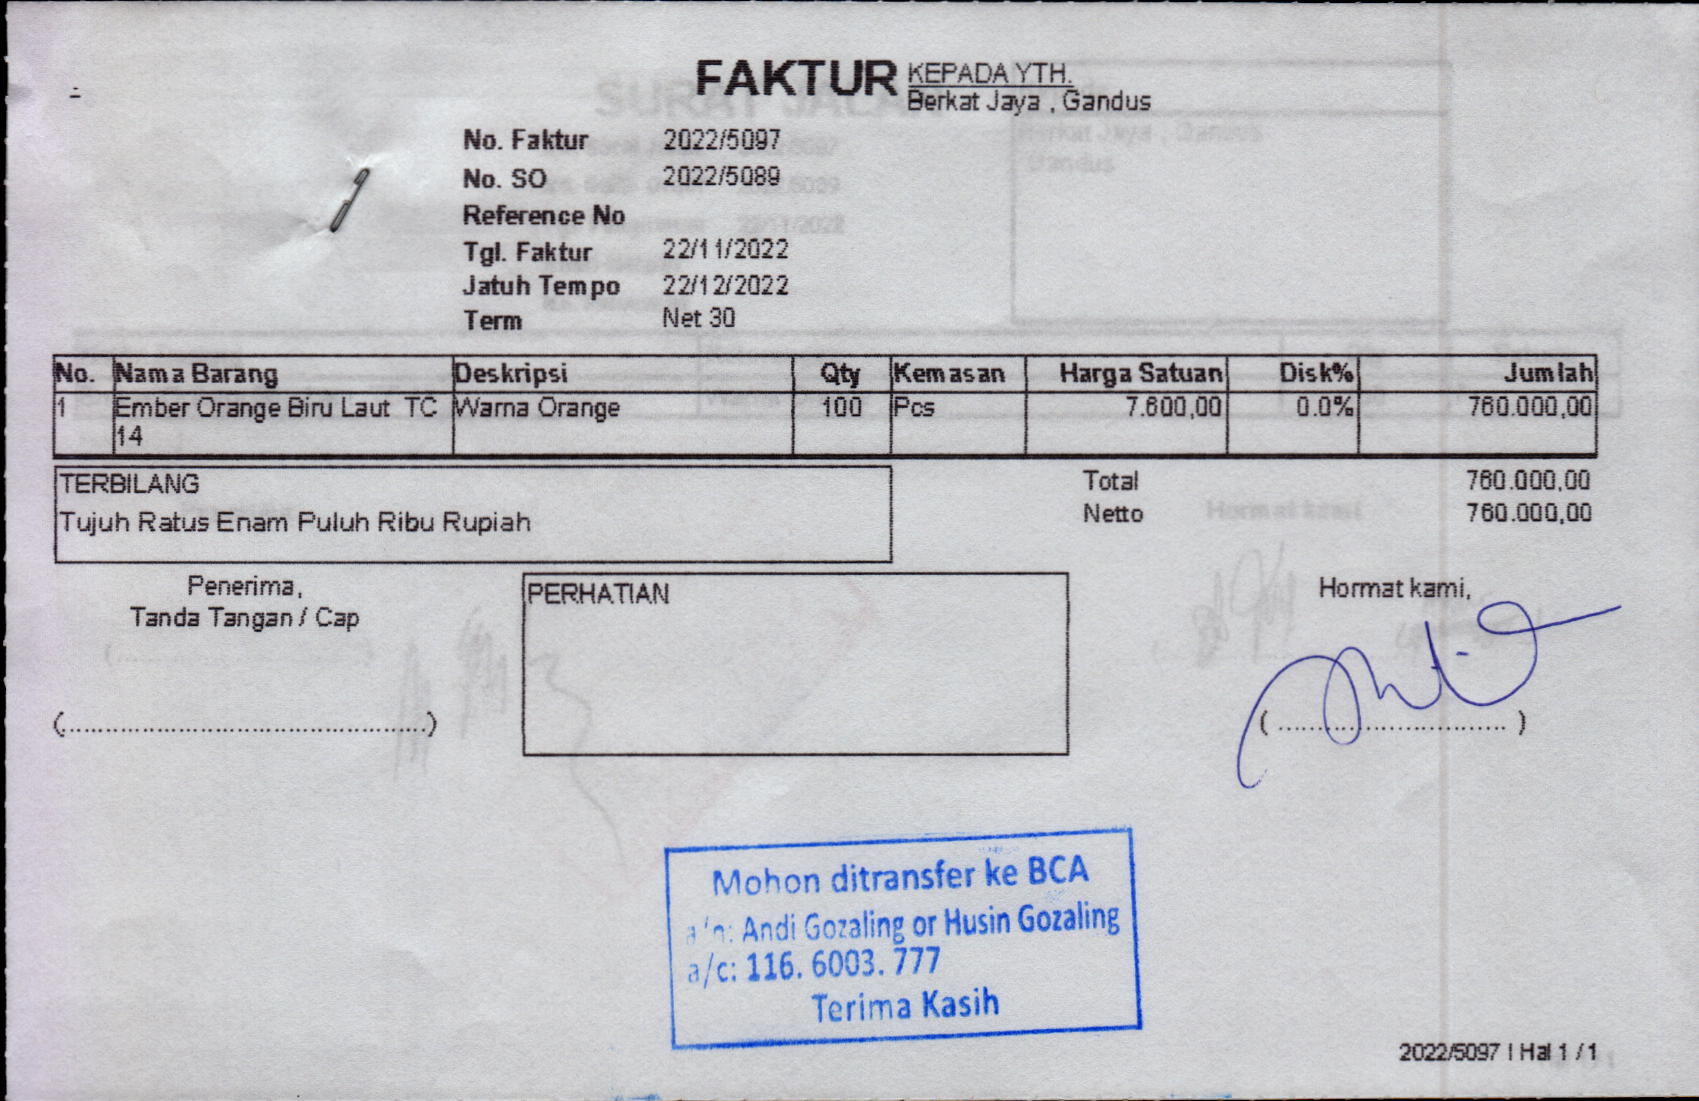 FAKTUR
KEPADA YTH.
Berkat Jaya , Gandus
No. Faktur 2022/5097
No. SO 2022/5089
Reference No
Tgl. Faktur 22/11/2022
Jatuh Tempo 22/12/2022
Term Net 30
No. Nama Barang Deskripsi Qty Kemasan Harga Satuan Disk% Jumlah
1 Ember Orange Biru Laut TC Warna Orange 100 Pcs 7.600,00 0.0% 760.000,00
14
TERBILANG
Tujuh Ratus Enam Puluh Ribu Rupiah
Total 760.000,00
Netto 760.000,00
Penerima,
Tanda Tangan / Cap
(..............................................)
PERHATIAN
Hormat kami,
( ............................... )
Mohon ditransfer ke BCA
a/n: Andi Gozaling or Husin Gozaling
a/c: 116. 6003. 777
Terima Kasih
2022/5097 | Hal 1 / 1